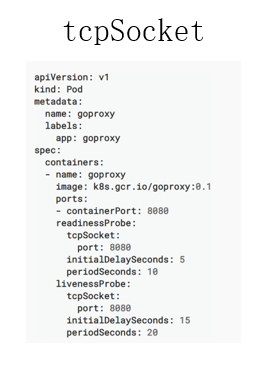 tcpSocket
apiVersion: v1
kind: Pod
metadata:
  name: goproxy
  labels:
    app: goproxy
spec:
  containers:
  - name: goproxy
    image: k8s.gcr.io/goproxy:0.1
    ports:
    - containerPort: 8080
    readinessProbe:
      tcpSocket:
        port: 8080
      initialDelaySeconds: 5
      periodSeconds: 10
    livenessProbe:
      tcpSocket:
        port: 8080
      initialDelaySeconds: 15
      periodSeconds: 20